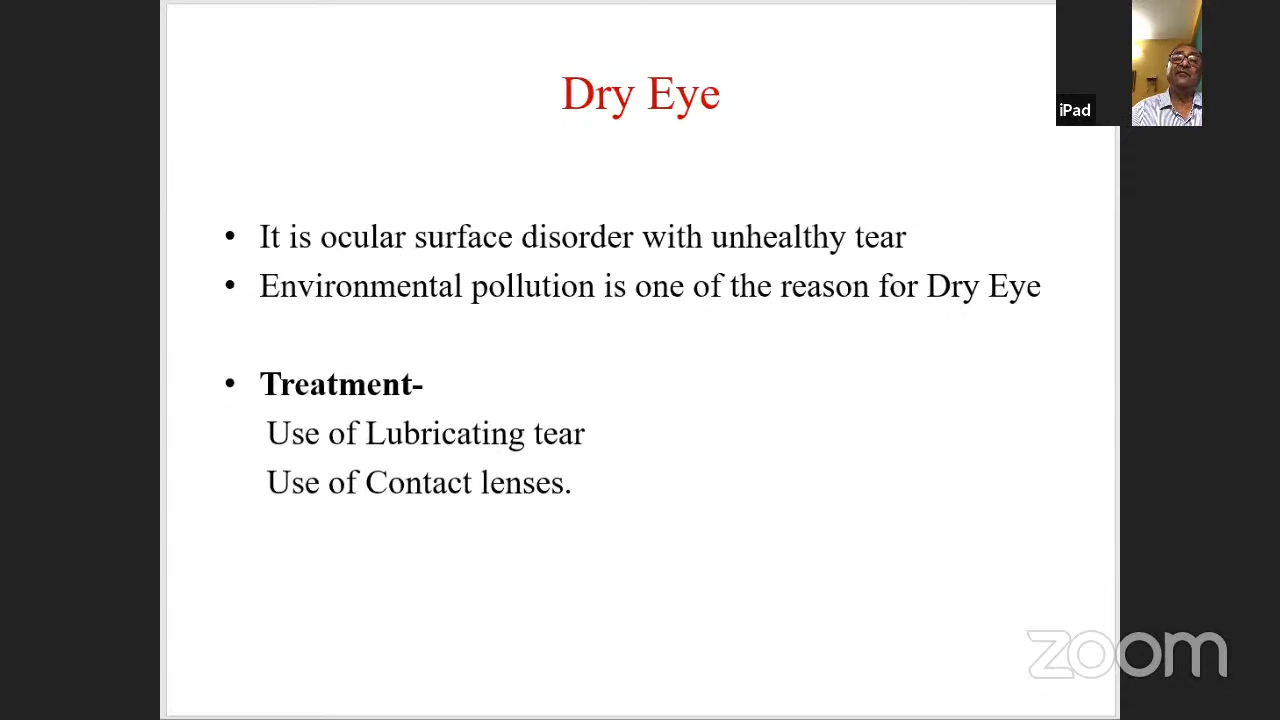 Dry Eye
iPad
• It is ocular surface disorder with unhealthy tear
• Environmental pollution is one of the reason for Dry Eye
• Treatment-
Use of Lubricating tear
Use of Contact lenses.
zoom